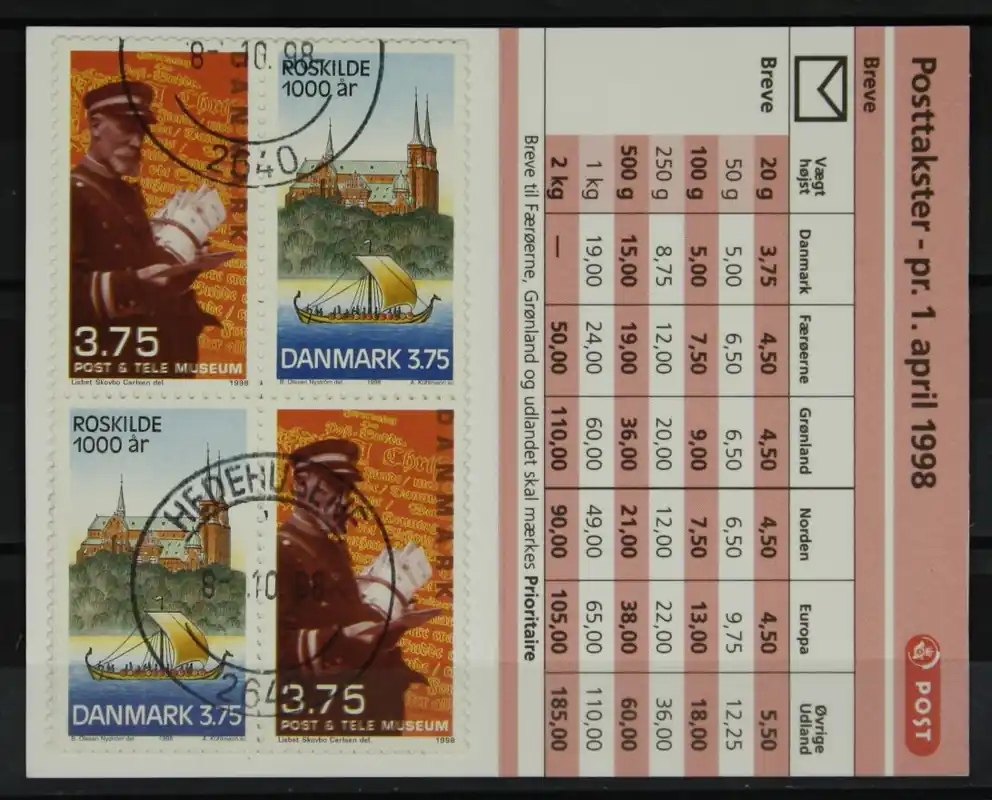 8-.10.98
2640
DANMARK
3.75
POST & TELE MUSEUM
Lisbet Skovbo Carlsen del.
1998
ROSKILDE
1000 år
DANMARK 3.75
1998
ROSKILDE
1000 år
DANMARK 3.75
1998
HEDEHUSENE
8-.10.98
2640
DANMARK
3.75
POST & TELE MUSEUM
Lisbet Skovbo Carlsen del.
1998
Posttakster - pr. 1. april 1998
POST
Breve
Vægt højst Danmark Færøerne Grønland Norden Europa Øvrige Udland
Breve 20 g 3,75 4,50 4,50 4,50 4,50 5,50
50 g 5,00 6,50 6,50 6,50 9,75 12,25
100 g 5,00 7,50 9,00 7,50 13,00 18,00
250 g 8,75 12,00 20,00 12,00 22,00 36,00
500 g 15,00 19,00 36,00 21,00 38,00 60,00
1 kg 19,00 24,00 60,00 49,00 65,00 110,00
2 kg — 50,00 110,00 90,00 105,00 185,00
Breve til Færøerne, Grønland og udlandet skal mærkes Prioritaire